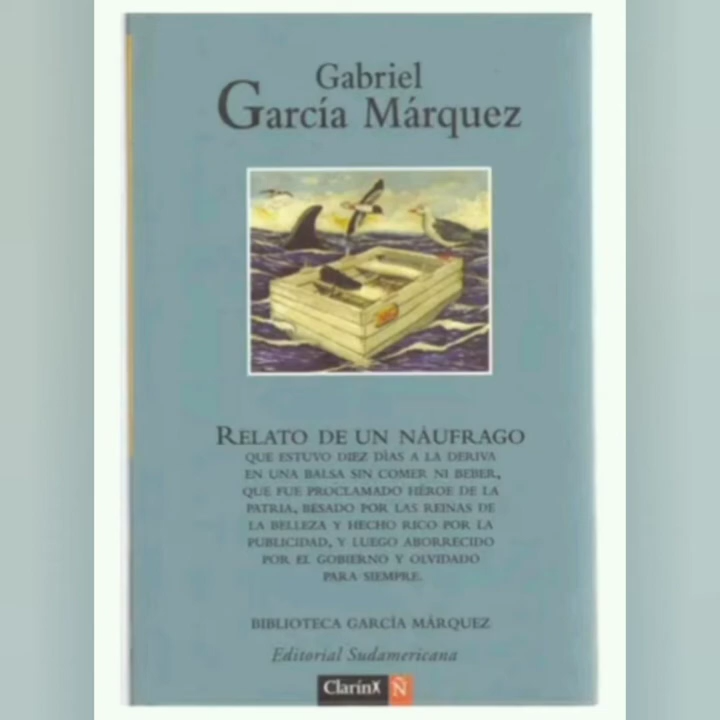 Gabriel
García Márquez
RELATO DE UN NÁUFRAGO
QUE ESTUVO DIEZ DÍAS A LA DERIVA
EN UNA BALSA SIN COMER NI BEBER,
QUE FUE PROCLAMADO HÉROE DE LA
PATRIA, BESADO POR LAS REINAS DE
LA BELLEZA Y HECHO RICO POR LA
PUBLICIDAD, Y LUEGO ABORRECIDO
POR EL GOBIERNO Y OLVIDADO
PARA SIEMPRE.
BIBLIOTECA GARCÍA MÁRQUEZ
Editorial Sudamericana
Clarín Ñ